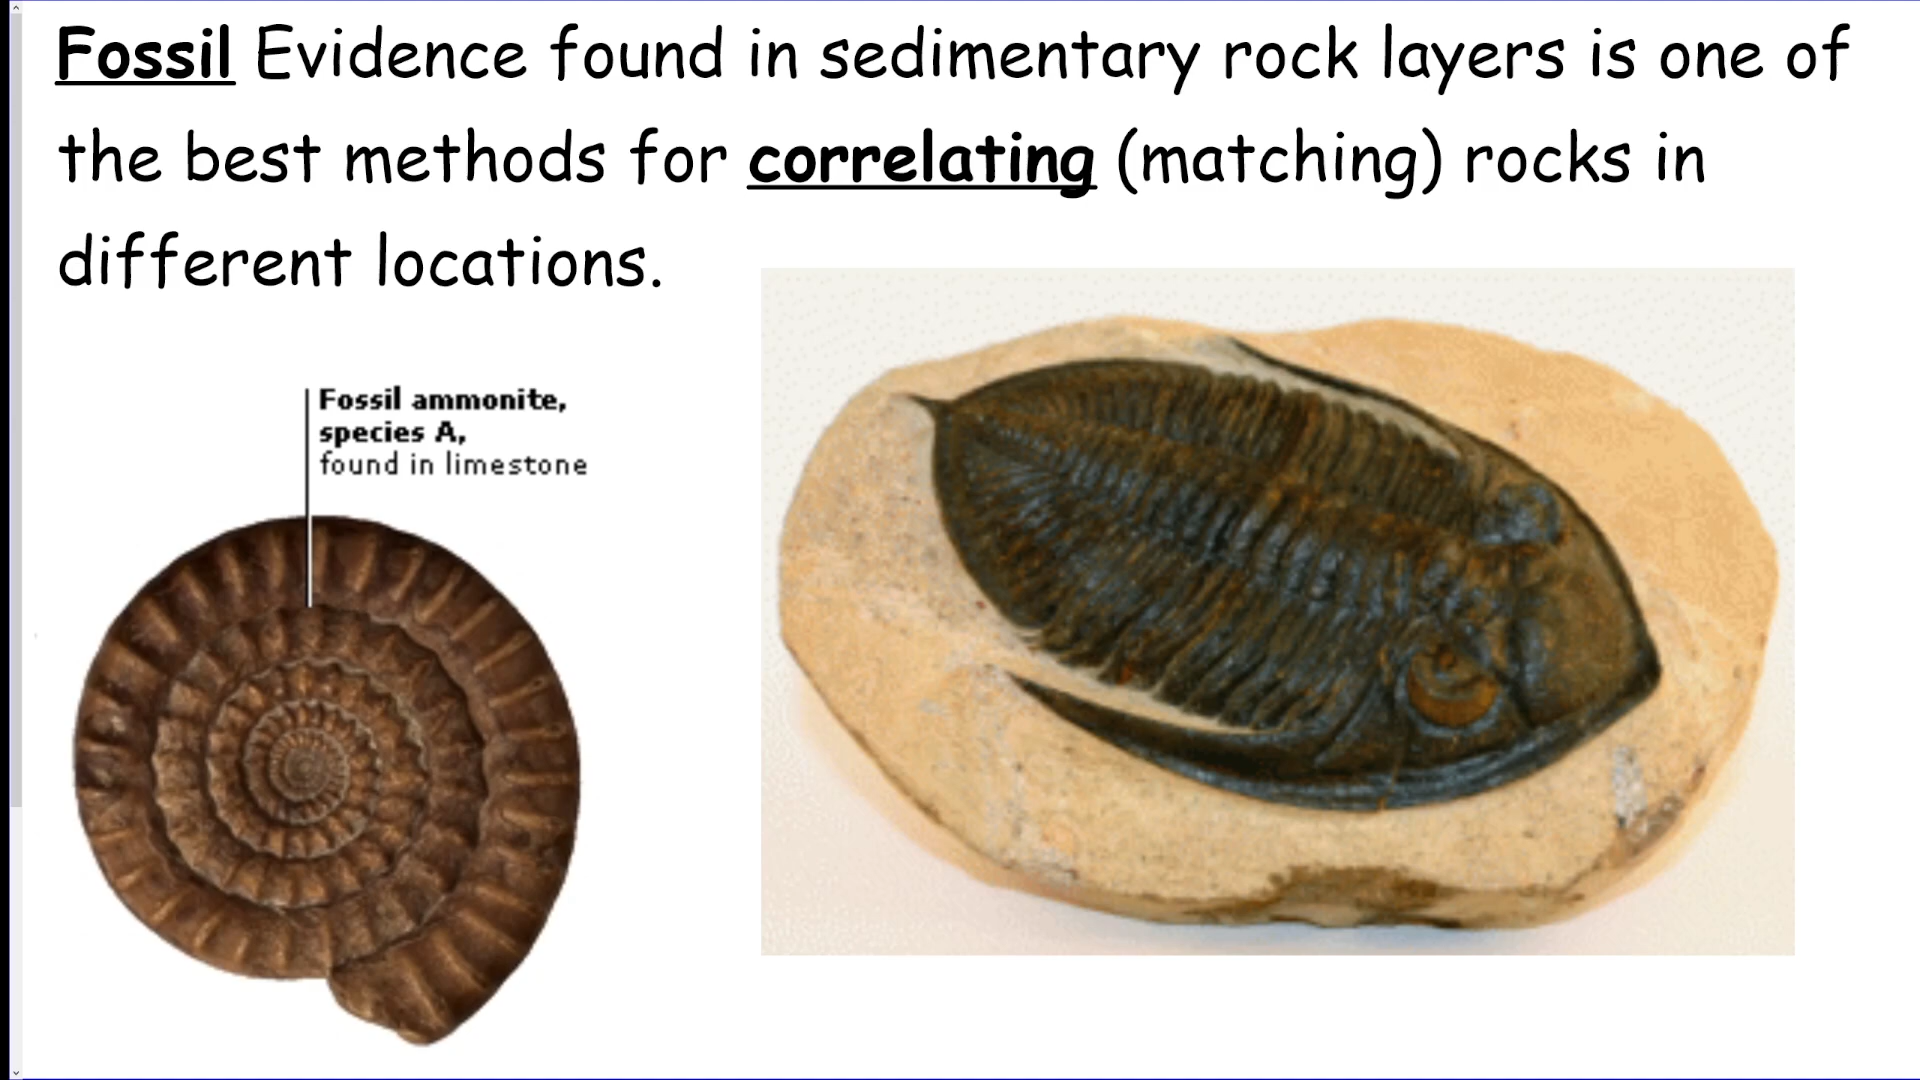 Fossil Evidence found in sedimentary rock layers is one of
the best methods for correlating (matching) rocks in
different locations.
Fossil ammonite,
species A,
found in limestone